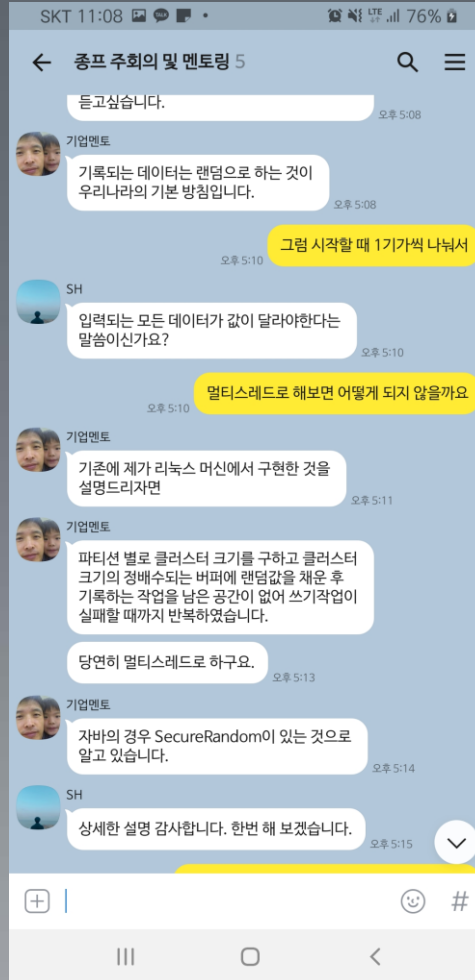 SKT 11:08
LTE
76%
종프 주회의 및 멘토링 5
듣고싶습니다.
오후 5:08
기업멘토
기록되는 데이터는 랜덤으로 하는 것이
우리나라의 기본 방침입니다.
오후 5:08
그럼 시작할 때 1기가씩 나눠서
오후 5:10
SH
입력되는 모든 데이터가 값이 달라야한다는
말씀이신가요?
오후 5:10
멀티스레드로 해보면 어떻게 되지 않을까요
오후 5:10
기업멘토
기존에 제가 리눅스 머신에서 구현한 것을
설명드리자면
오후 5:11
기업멘토
파티션 별로 클러스터 크기를 구하고 클러스터
크기의 정배수되는 버퍼에 랜덤값을 채운 후
기록하는 작업을 남은 공간이 없어 쓰기작업이
실패할 때까지 반복하였습니다.
당연히 멀티스레드로 하구요.
오후 5:13
기업멘토
자바의 경우 SecureRandom이 있는 것으로
알고 있습니다.
오후 5:14
SH
상세한 설명 감사합니다. 한번 해 보겠습니다.
오후 5:15
#